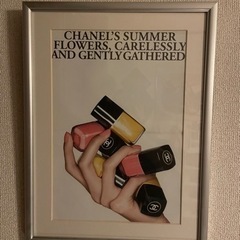 CHANEL'S SUMMER
FLOWERS, CARELESSLY
AND GENTLY GATHERED